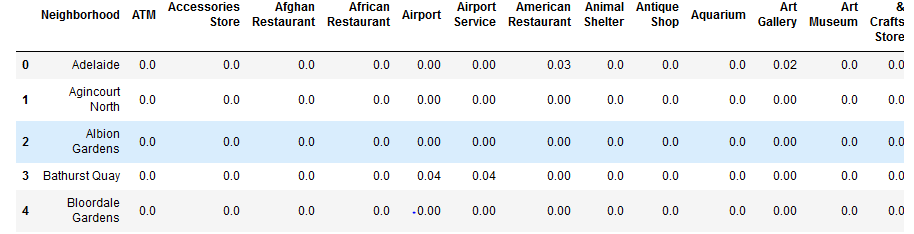 Neighborhood ATM Accessories Store Afghan Restaurant African Restaurant Airport Airport Service American Restaurant Animal Shelter Antique Shop Aquarium Art Gallery Art Museum & Crafts Store
0 Adelaide 0.0 0.0 0.0 0.0 0.00 0.00 0.03 0.0 0.0 0.0 0.02 0.0 0.0
1 Agincourt North 0.0 0.0 0.0 0.0 0.00 0.00 0.00 0.0 0.0 0.0 0.00 0.0 0.0
2 Albion Gardens 0.0 0.0 0.0 0.0 0.00 0.00 0.00 0.0 0.0 0.0 0.00 0.0 0.0
3 Bathurst Quay 0.0 0.0 0.0 0.0 0.04 0.04 0.00 0.0 0.0 0.0 0.00 0.0 0.0
4 Bloordale Gardens 0.0 0.0 0.0 0.0 0.00 0.00 0.00 0.0 0.0 0.0 0.00 0.0 0.0